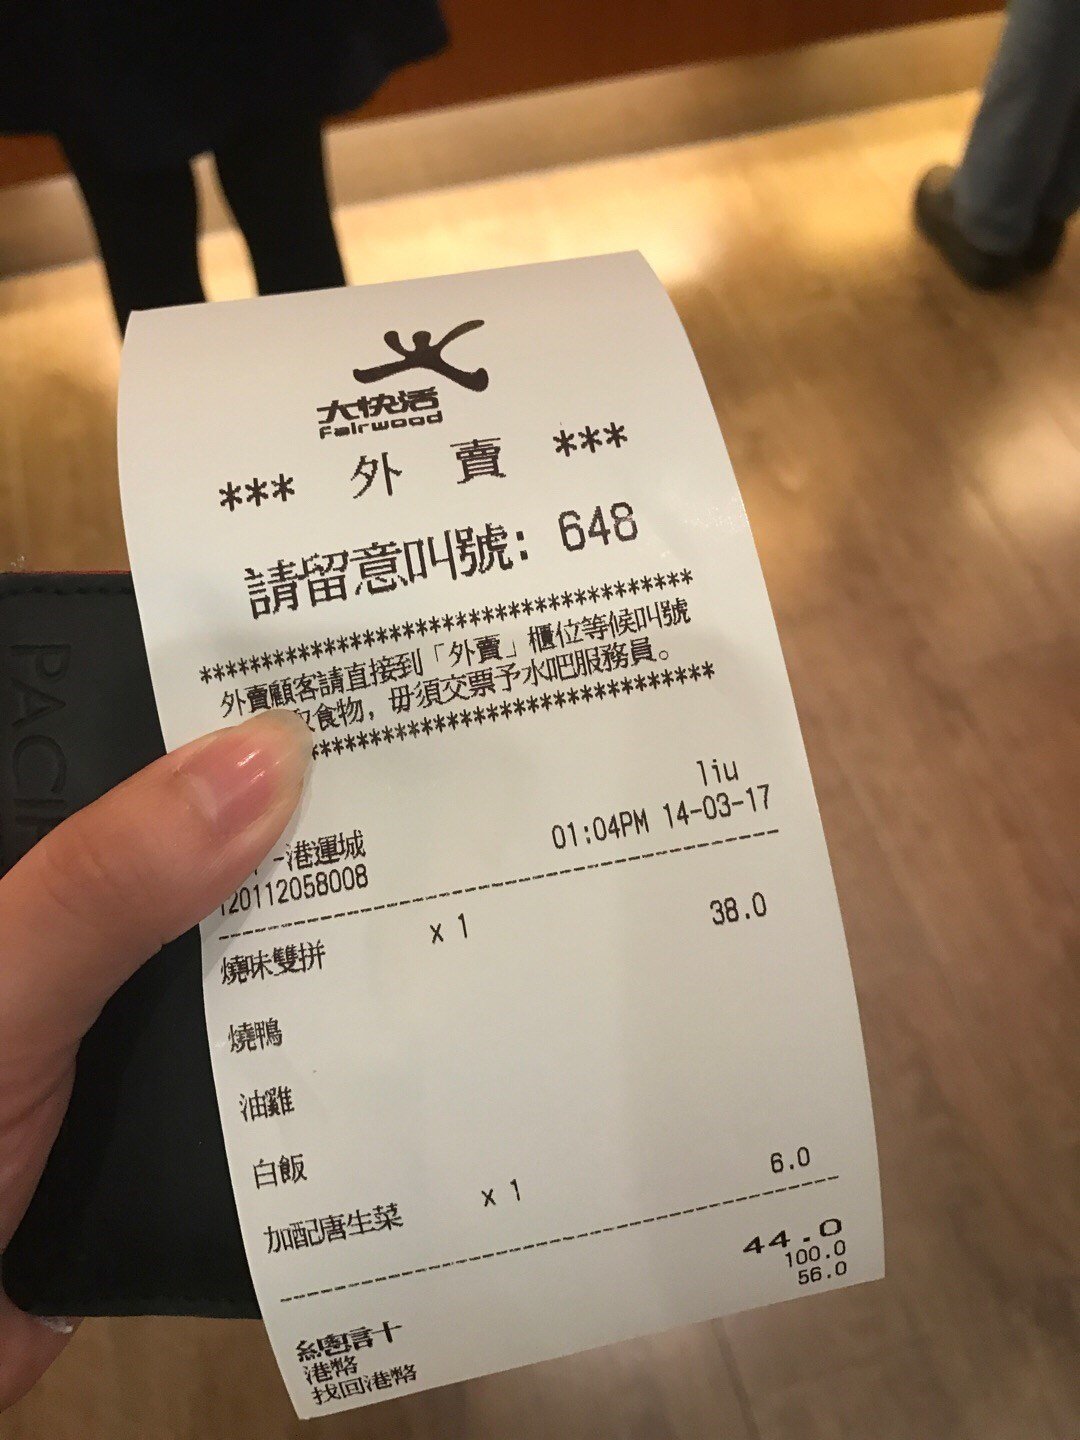 大快活
Fairwood
*** 外 賣 ***
請留意叫號: 648
****************************************
外賣顧客請直接到「外賣」櫃位等候叫號
食物，毋須交票予水吧服務員。
****************************************
liu
-港運城 01:04PM 14-03-17
120112058008
燒味雙拼 x 1 38.0
燒鴨
油雞
白飯
加配唐生菜 x 1 6.0
總計 44.0
港幣 100.0
找回港幣 56.0
PACIF